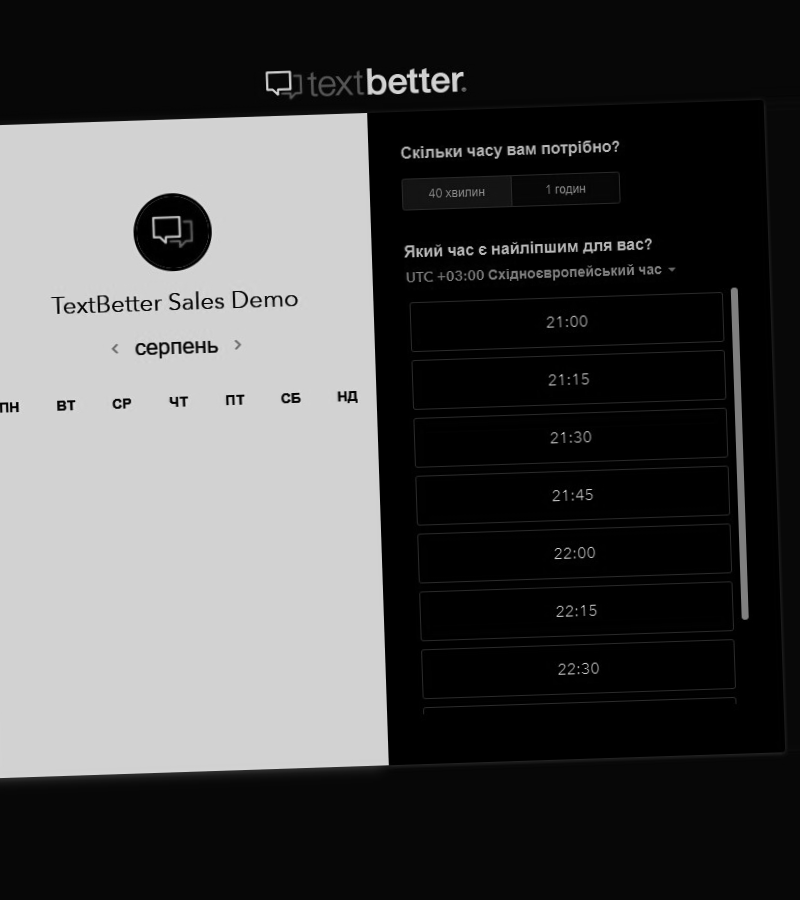 textbetter.
TextBetter Sales Demo
серпень
ПН ВТ СР ЧТ ПТ СБ НД
Скільки часу вам потрібно?
40 хвилин 1 годин
Який час є найліпшим для вас?
UTC +03:00 Східноєвропейський час
21:00
21:15
21:30
21:45
22:00
22:15
22:30